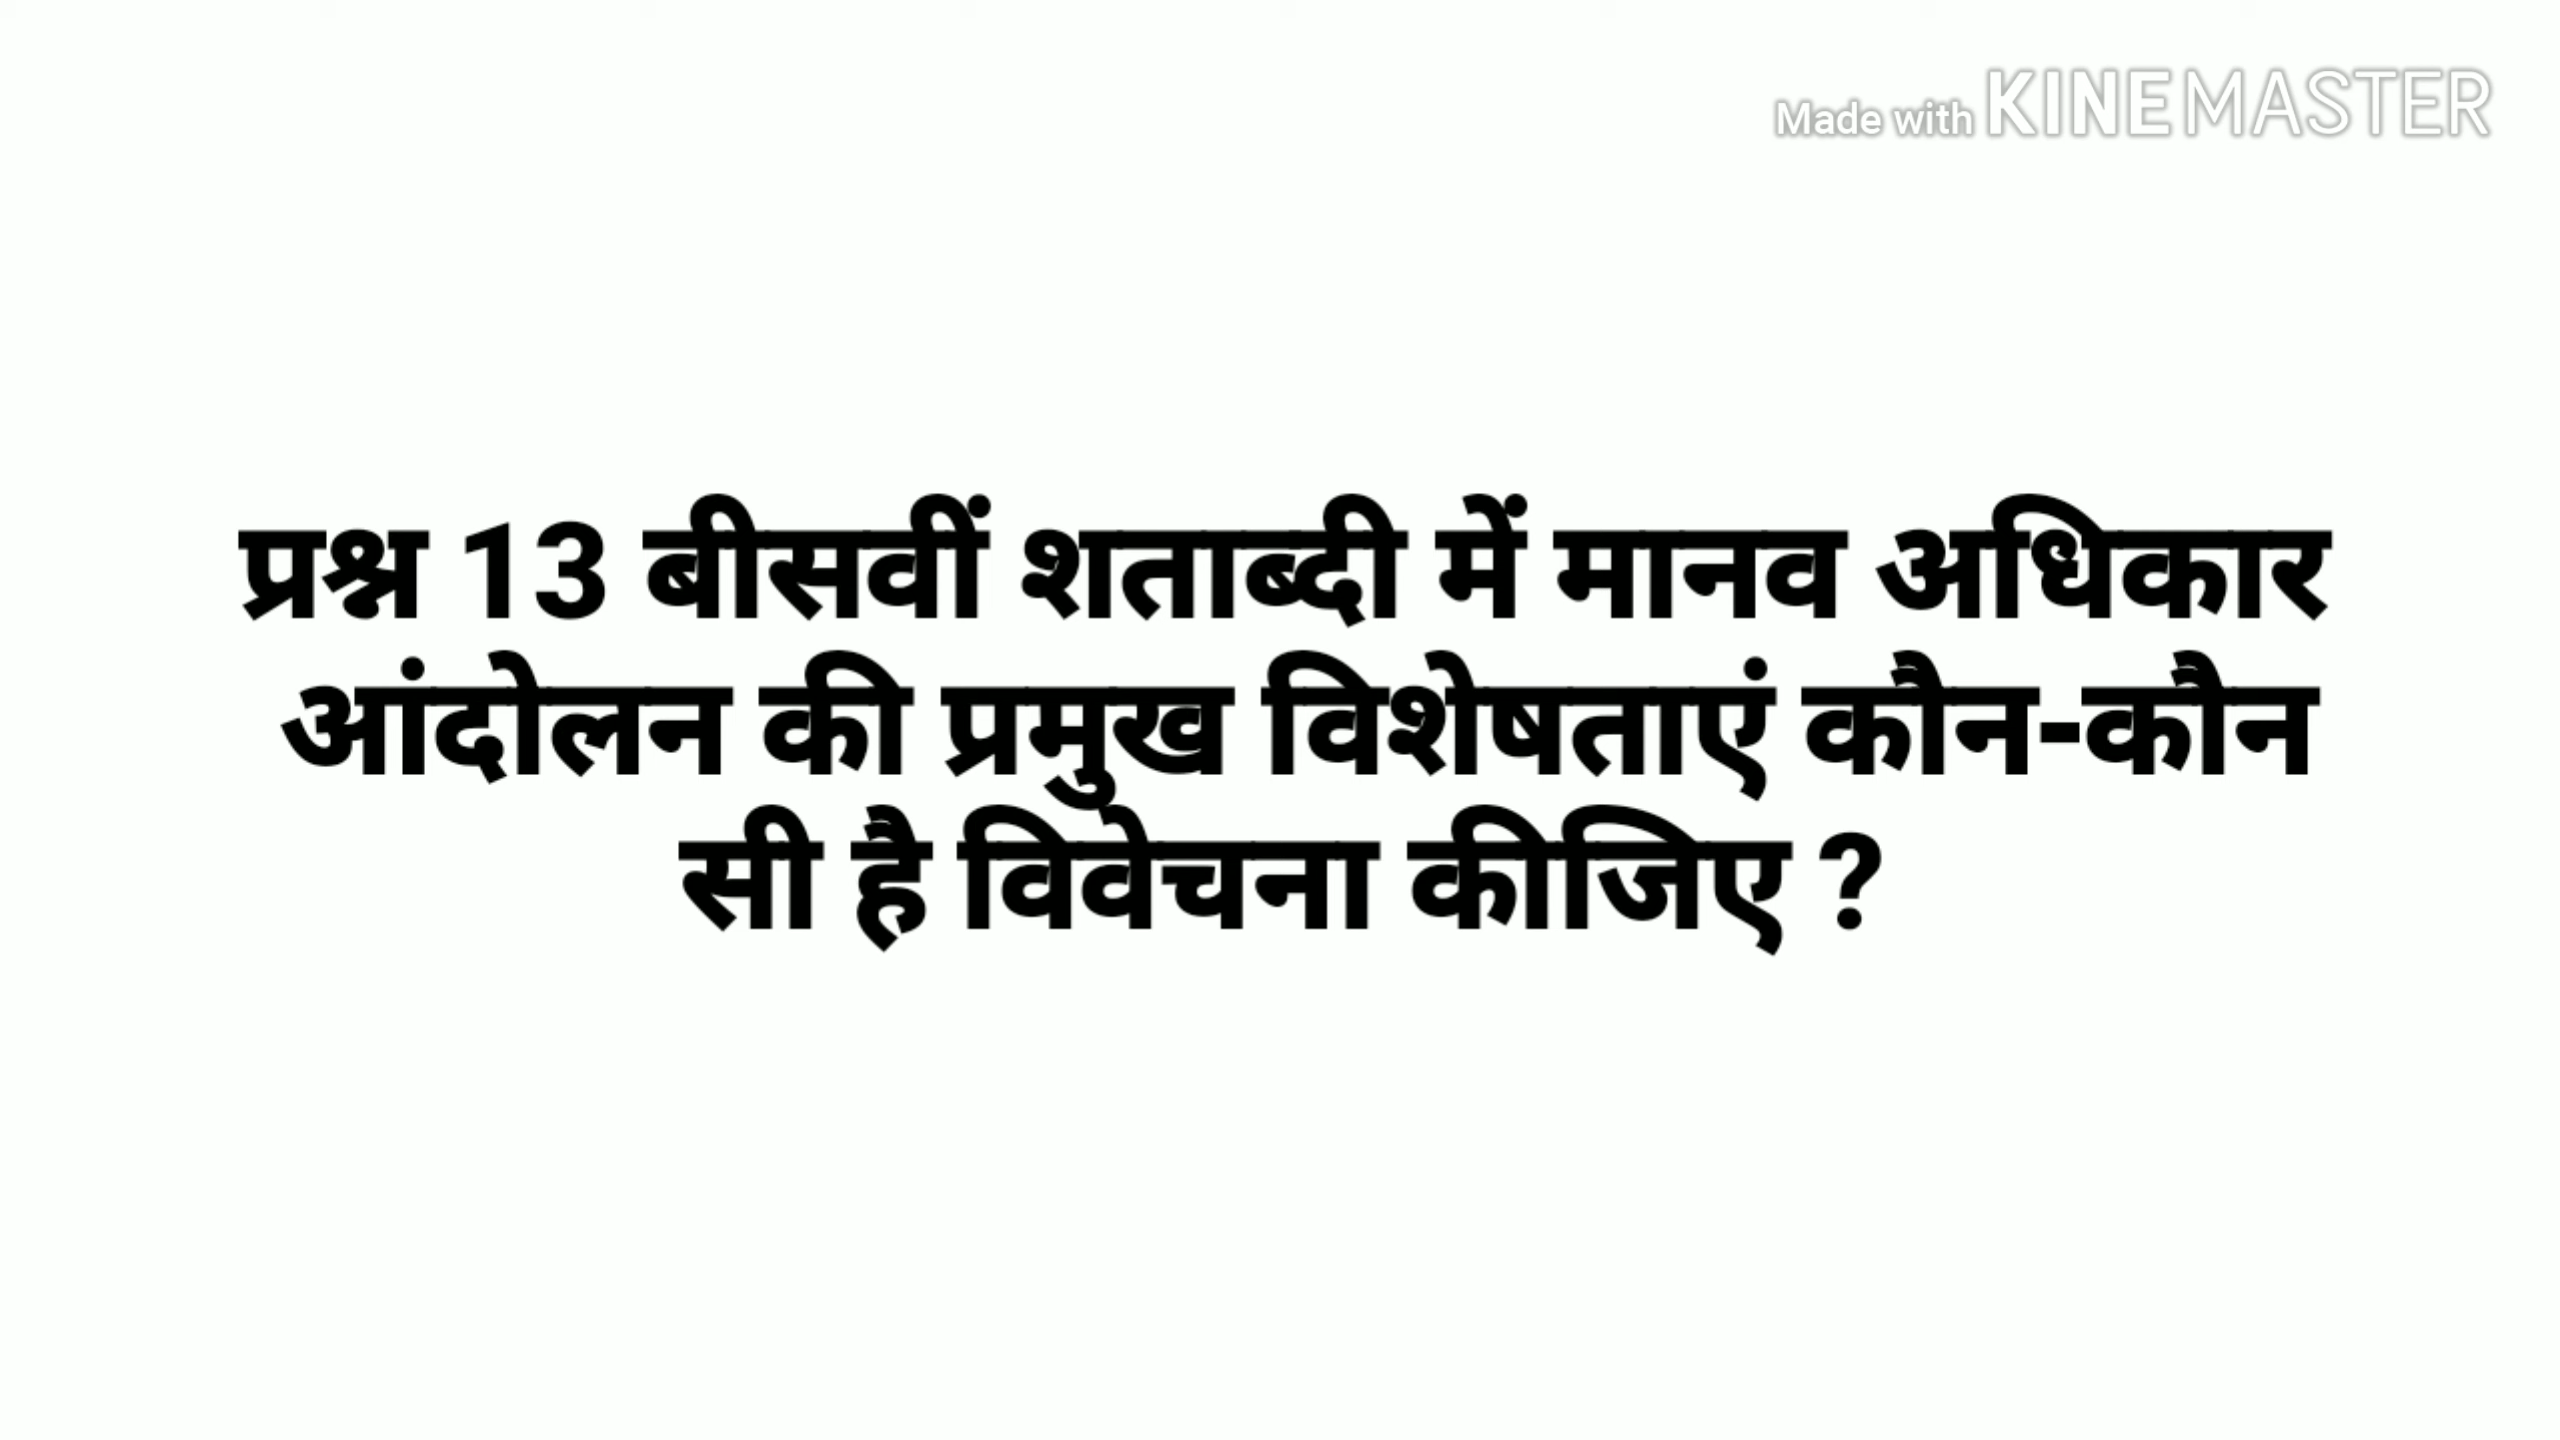 Made with KINEMASTER
प्रश्न 13 बीसवीं शताब्दी में मानव अधिकार
आंदोलन की प्रमुख विशेषताएं कौन-कौन
सी है विवेचना कीजिए ?